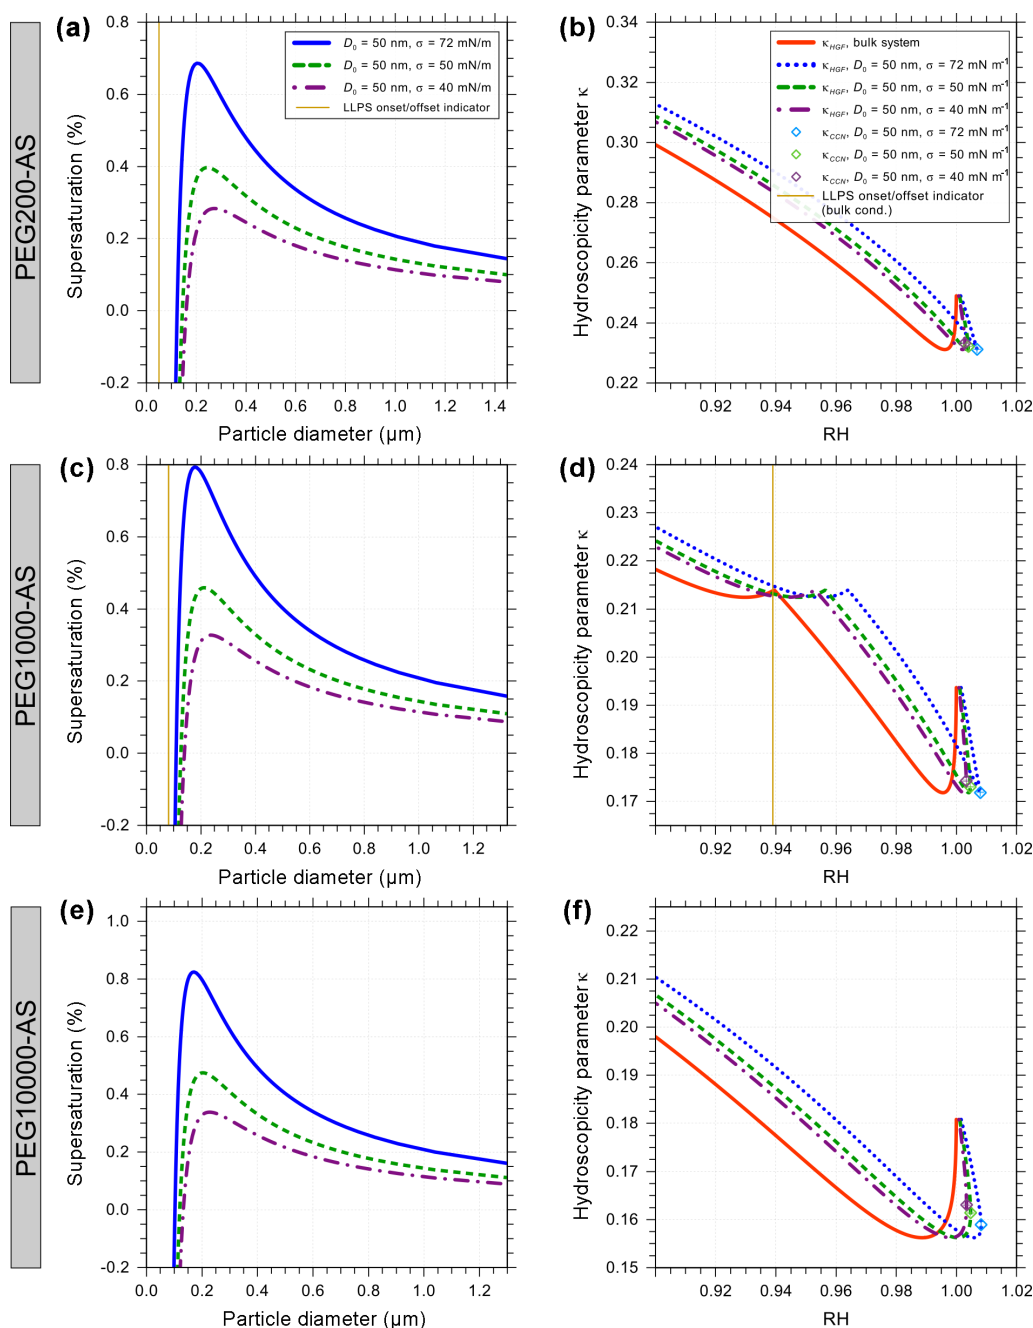 (a)
PEG200-AS
Supersaturation (%)
0.8
0.6
0.4
0.2
0.0
-0.2
0.0 0.2 0.4 0.6 0.8 1.0 1.2 1.4
Particle diameter (µm)
D₀ = 50 nm, σ = 72 mN/m
D₀ = 50 nm, σ = 50 mN/m
D₀ = 50 nm, σ = 40 mN/m
LLPS onset/offset indicator
(b)
Hydroscopicity parameter κ
0.34
0.32
0.30
0.28
0.26
0.24
0.22
0.92 0.94 0.96 0.98 1.00 1.02
RH
κHGF, bulk system
κHGF, D₀ = 50 nm, σ = 72 mN m⁻¹
κHGF, D₀ = 50 nm, σ = 50 mN m⁻¹
κHGF, D₀ = 50 nm, σ = 40 mN m⁻¹
κCCN, D₀ = 50 nm, σ = 72 mN m⁻¹
κCCN, D₀ = 50 nm, σ = 50 mN m⁻¹
κCCN, D₀ = 50 nm, σ = 40 mN m⁻¹
LLPS onset/offset indicator
(bulk cond.)
(c)
PEG1000-AS
Supersaturation (%)
0.8
0.6
0.4
0.2
0.0
-0.2
0.0 0.2 0.4 0.6 0.8 1.0 1.2
Particle diameter (µm)
(d)
Hydroscopicity parameter κ
0.24
0.23
0.22
0.21
0.20
0.19
0.18
0.17
0.92 0.94 0.96 0.98 1.00 1.02
RH
(e)
PEG10000-AS
Supersaturation (%)
1.0
0.8
0.6
0.4
0.2
0.0
-0.2
0.0 0.2 0.4 0.6 0.8 1.0 1.2
Particle diameter (µm)
(f)
Hydroscopicity parameter κ
0.22
0.21
0.20
0.19
0.18
0.17
0.16
0.15
0.92 0.94 0.96 0.98 1.00 1.02
RH